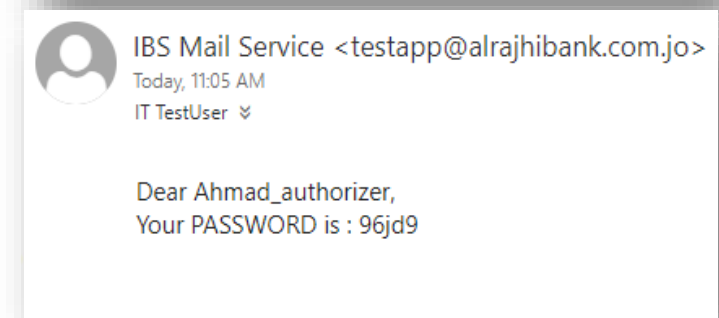 IBS Mail Service <testapp@alrajhibank.com.jo>
Today, 11:05 AM
IT TestUser
Dear Ahmad_authorizer,
Your PASSWORD is : 96jd9